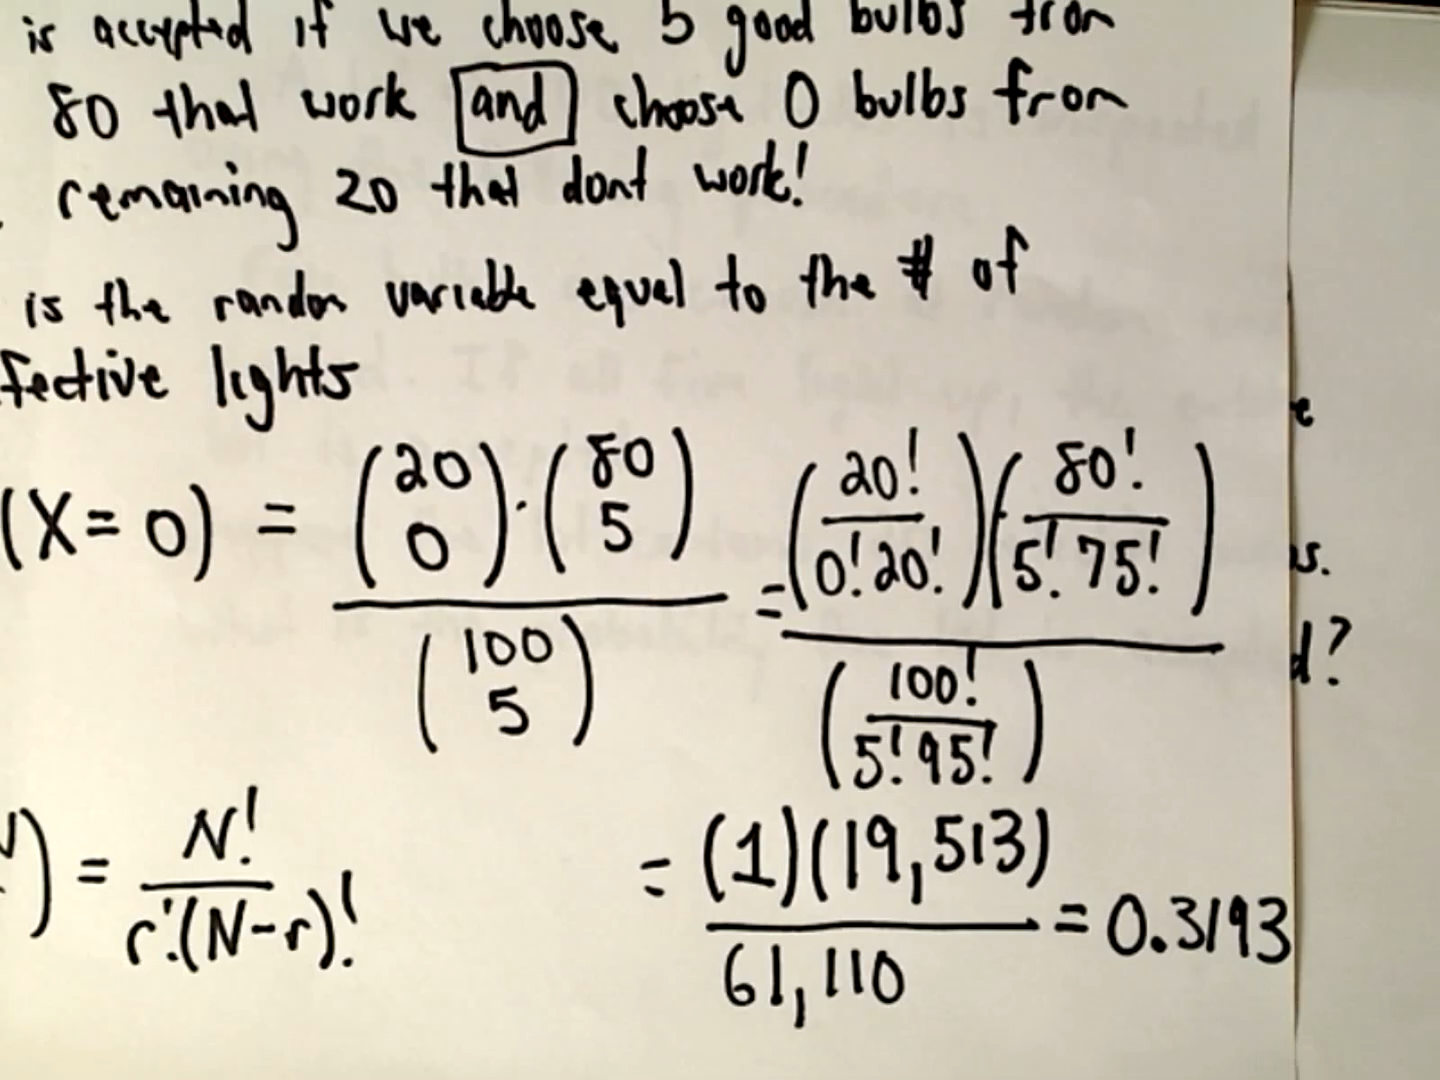 is accepted if we choose 5 good bulbs from
80 that work and choose 0 bulbs from
remaining 20 that dont work!
is the random variable equal to the # of
fective lights
(X = 0) = (20 0) · (80 5) / (100 5) = (20! / 0! 20!) (80! / 5! 75!) / (100! / 5! 95!)
) = N! / r! (N-r)!
= (1)(19,513) / 61,110 = 0.3193
e
s.
d?